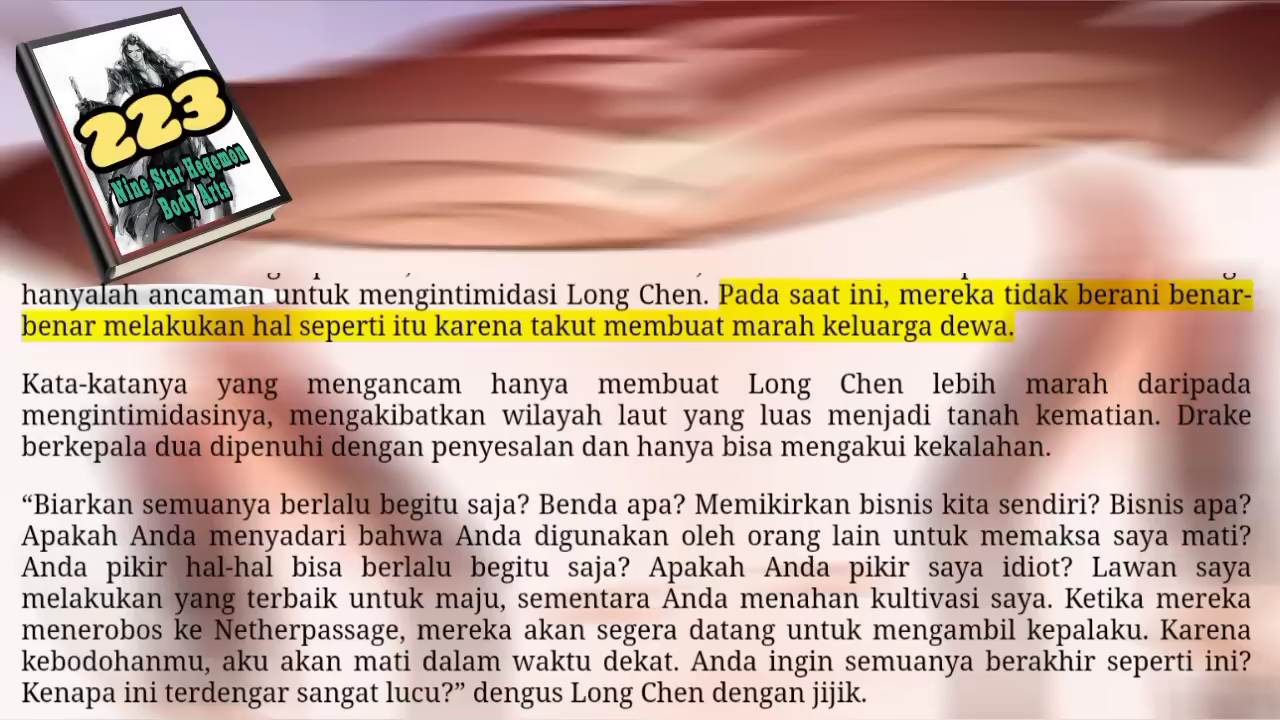 223
Nine Star Hegemon
Body Arts
hanyalah ancaman untuk mengintimidasi Long Chen. Pada saat ini, mereka tidak berani benar-
benar melakukan hal seperti itu karena takut membuat marah keluarga dewa.
Kata-katanya yang mengancam hanya membuat Long Chen lebih marah daripada
mengintimidasinya, mengakibatkan wilayah laut yang luas menjadi tanah kematian. Drake
berkepala dua dipenuhi dengan penyesalan dan hanya bisa mengakui kekalahan.
“Biarkan semuanya berlalu begitu saja? Benda apa? Memikirkan bisnis kita sendiri? Bisnis apa?
Apakah Anda menyadari bahwa Anda digunakan oleh orang lain untuk memaksa saya mati?
Anda pikir hal-hal bisa berlalu begitu saja? Apakah Anda pikir saya idiot? Lawan saya
melakukan yang terbaik untuk maju, sementara Anda menahan kultivasi saya. Ketika mereka
menerobos ke Netherpassage, mereka akan segera datang untuk mengambil kepalaku. Karena
kebodohanmu, aku akan mati dalam waktu dekat. Anda ingin semuanya berakhir seperti ini?
Kenapa ini terdengar sangat lucu?” dengus Long Chen dengan jijik.